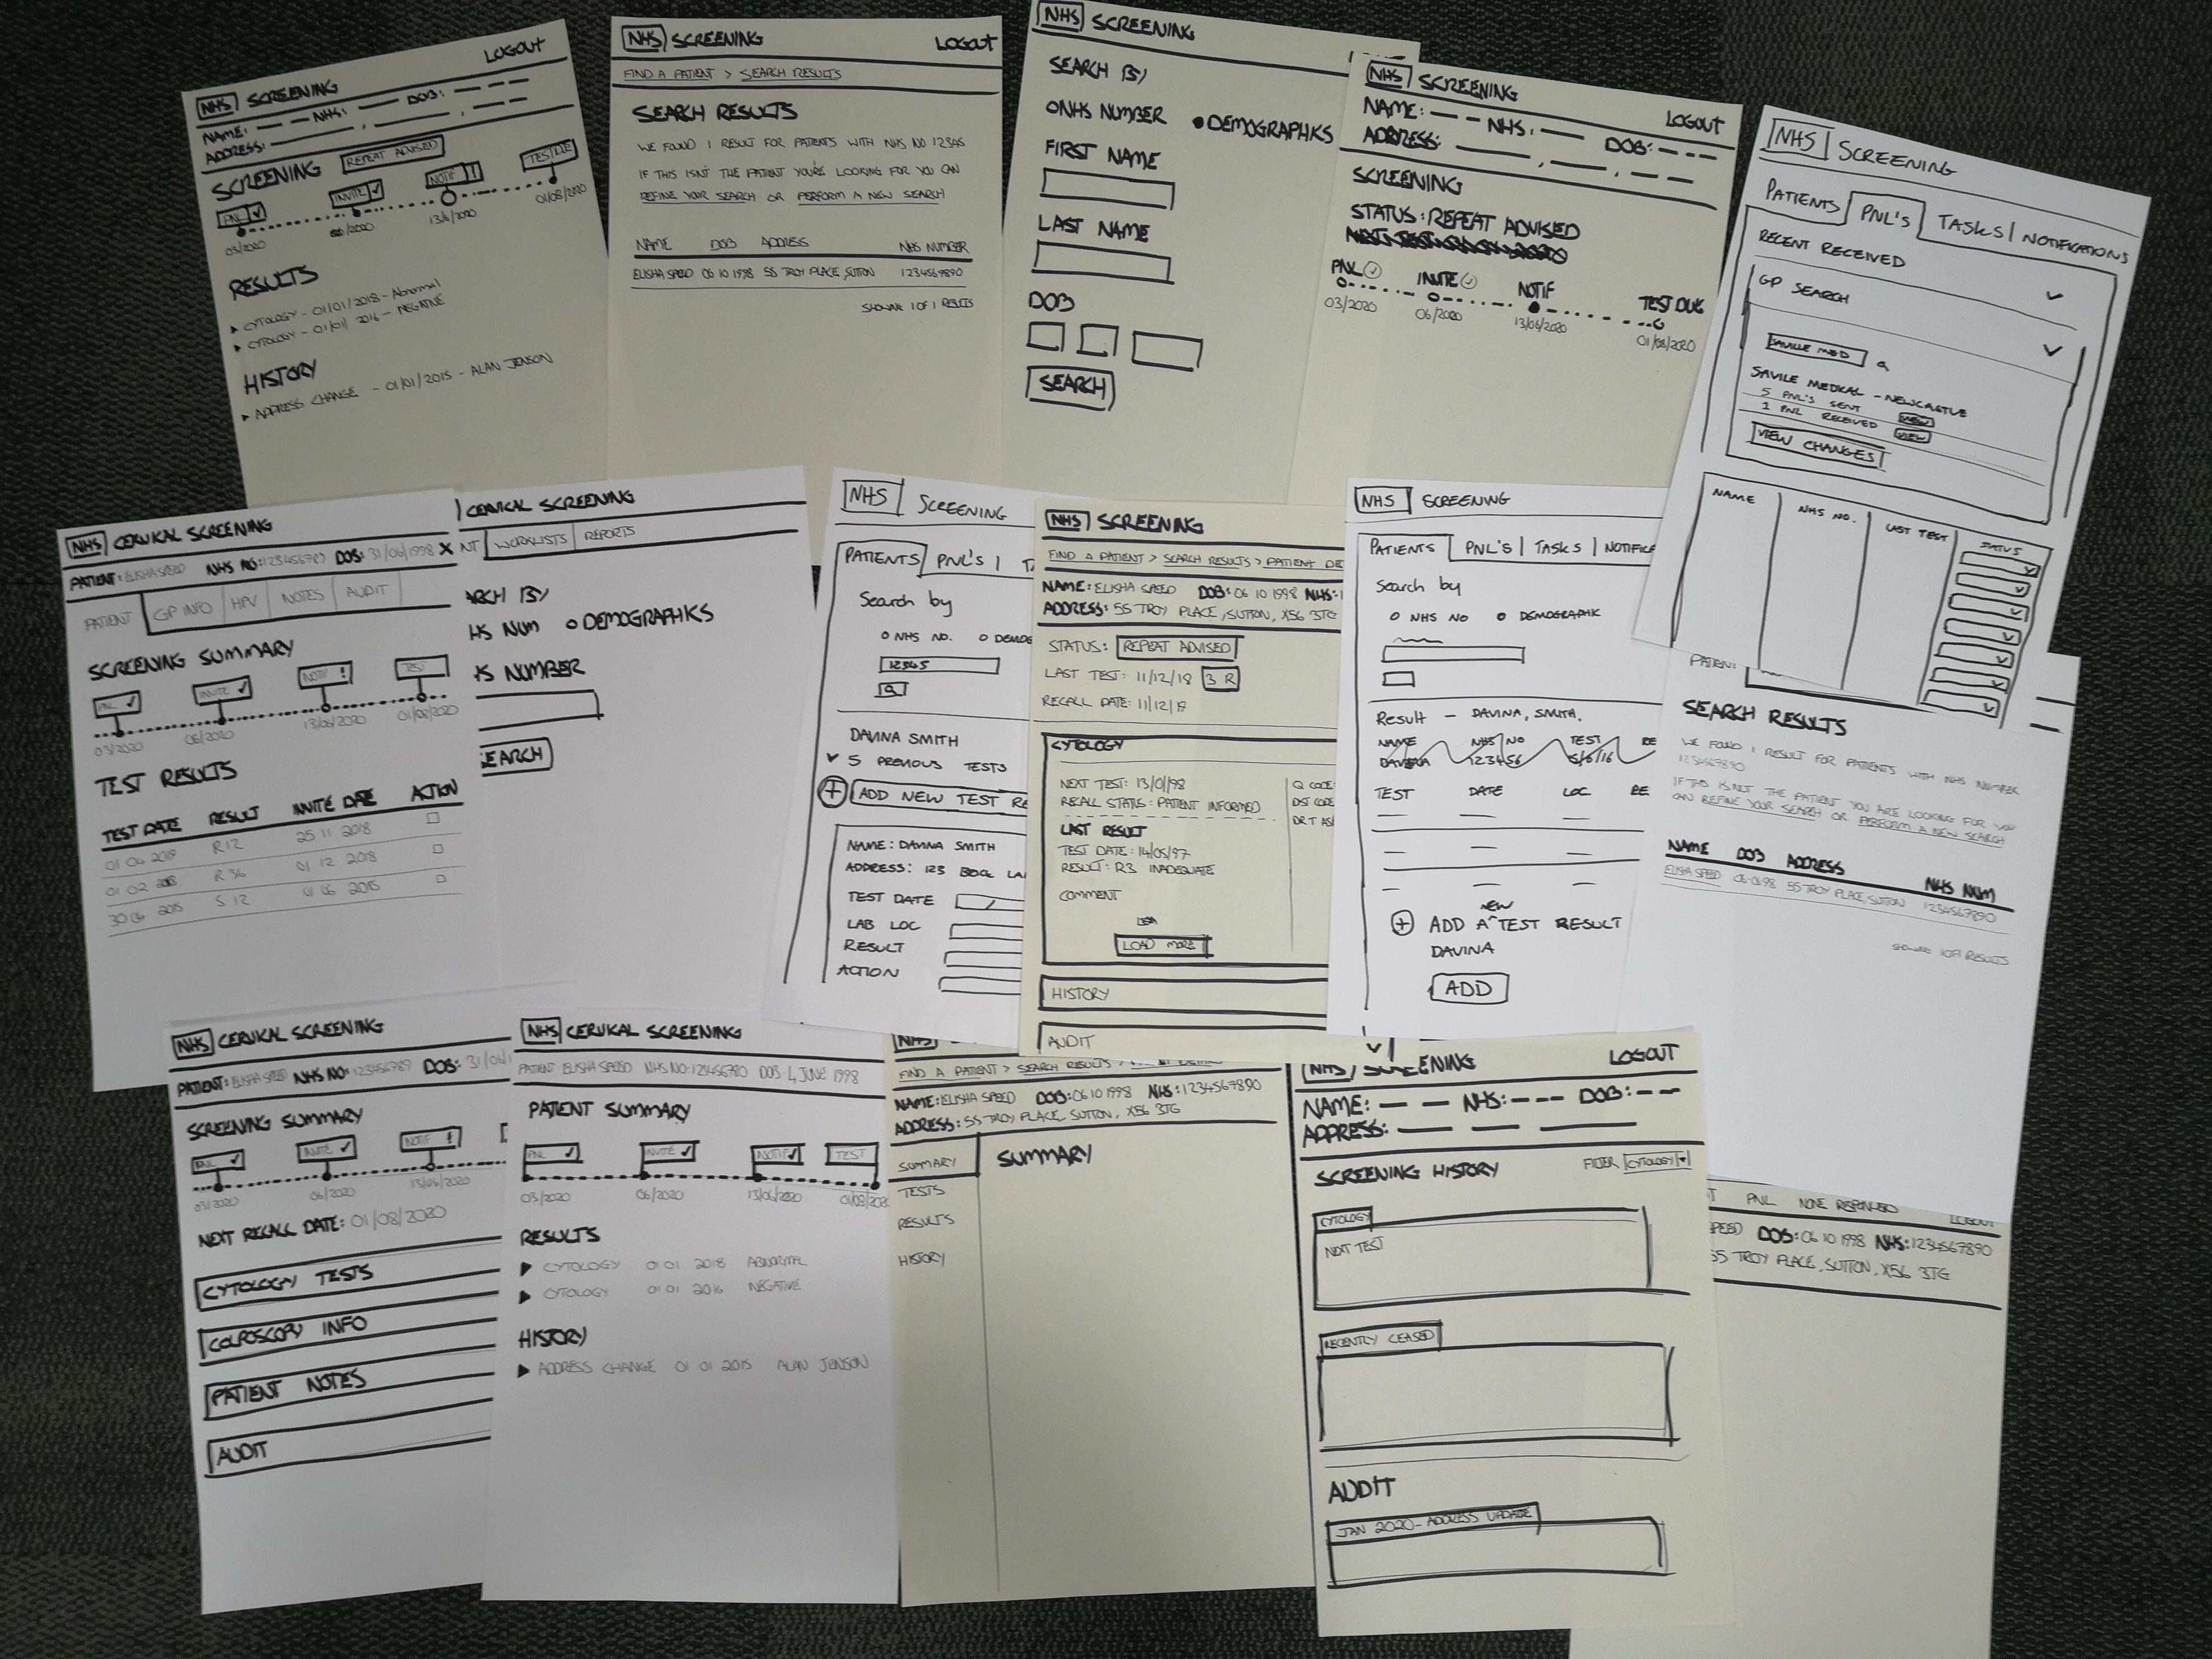 NHS SCREENING
LOGOUT
NAME: NHS: DOB:
ADDRESS:
SCREENING REPEAT ADVISED
PNL INVITE NOTIF ! TEST DUE
03/2020 13/6/2020 01/08/2020
RESULTS
CYTOLOGY - 01/01/2018 - Abnormal
CYTOLOGY - 01/01/2016 - NEGATIVE
HISTORY
ADDRESS CHANGE - 01/01/2015 - ALAN JENSON
NHS SCREENING
LOGOUT
FIND A PATIENT > SEARCH RESULTS
SEARCH RESULTS
WE FOUND 1 RESULT FOR PATIENTS WITH NHS NO 12345
IF THIS ISN'T THE PATIENT YOU'RE LOOKING FOR YOU CAN
REFINE YOUR SEARCH OR PERFORM A NEW SEARCH
NAME DOB ADDRESS NHS NUMBER
ELISHA SPEED 06 10 1998 55 TROY PLACE, SUTTON 1234567890
SHOWING 1 OF 1 RESULTS
NHS SCREENING
SEARCH BY
NHS NUMBER DEMOGRAPHICS
FIRST NAME
LAST NAME
DOB
SEARCH
NHS SCREENING
LOGOUT
NAME: NHS: DOB:
ADDRESS:
SCREENING
STATUS: REPEAT ADVISED
PNL INVITE NOTIF TEST DUE
03/2020 06/2020 13/06/2020 01/08/2020
NHS SCREENING
PATIENTS PNL'S TASKS NOTIFICATIONS
RECENT RECEIVED
GP SEARCH
SAVILLE MED
SAVILE MEDICAL - NEWCASTLE
5 PNL'S SENT VIEW
1 PNL RECEIVED VIEW
VIEW CHANGES
NAME NHS NO. LAST TEST STATUS
NHS CERVICAL SCREENING
PATIENT: ELISHA SPEED NHS NO: 123456789 DOB: 31/06/1998 X
PATIENT GP INFO HPV NOTES AUDIT
SCREENING SUMMARY
PNL INVITE NOTIF ! TEST
03/2020 06/2020 13/06/2020 01/08/2020
TEST RESULTS
TEST DATE RESULT INVITE DATE ACTION
01 04 2019 R12 25 11 2018
01 02 R36 01 12 2018
30 04 2015 S 12 01 06 2015
CERVICAL SCREENING
NT WORKLISTS REPORTS
ARCH BY
HS NUM DEMOGRAPHICS
HS NUMBER
EARCH
NHS SCREENING
PATIENTS PNL'S T
Search by
NHS NO. DEMOG
12345
DAVINA SMITH
5 PREVIOUS TESTS
ADD NEW TEST RE
NAME: DAVINA SMITH
ADDRESS: 123
TEST DATE
LAB LOC
RESULT
ACTION
NHS SCREENING
FIND A PATIENT > SEARCH RESULTS > PATIENT DE
NAME: ELISHA SPEED DOB: 06 10 1998 NHS: 1
ADDRESS: 55 TROY PLACE, SUTTON, X56 3TG
STATUS: REPEAT ADVISED
LAST TEST: 11/12/18 3 R
RECALL DATE: 11/12/19
CYTOLOGY
NEXT TEST: 13/01/98
RECALL STATUS: PATIENT INFORMED
LAST RESULT
TEST DATE: 14/05/97
RESULT: R3 INADEQUATE
COMMENT
LOAD MORE
Q CODE:
DIST CODE
HISTORY
AUDIT
NHS SCREENING
PATIENTS PNL'S TASKS NOTIFICA
Search by
NHS NO DEMOGRAPHIC
Result - DAVINA, SMITH.
NAME NHS NO TEST RE
DAVINA 123456 5/6/16
TEST DATE LOC RE
ADD A NEW TEST RESULT
DAVINA
ADD
PATIENT
SEARCH RESULTS
WE FOUND 1 RESULT FOR PATIENTS WITH NHS NUMBER
1234567890
IF THIS IS NOT THE PATIENT YOU ARE LOOKING FOR YOU
CAN REFINE YOUR SEARCH OR PERFORM A NEW SEARCH
NAME DOB ADDRESS NHS NUM
ELISHA SPEED 55 TROY PLACE, SUTTON 1234567890
SHOWING 1 OF 1 RESULTS
NHS CERVICAL SCREENING
PATIENT: ELISHA SPEED NHS NO: 123456789 DOB: 31/06/1
SCREENING SUMMARY
PNL INVITE NOTIF !
03/2020 06/2020 13/06/2020
NEXT RECALL DATE: 01/08/2020
CYTOLOGY TESTS
COLPOSCOPY INFO
PATIENT NOTES
AUDIT
NHS CERVICAL SCREENING
PATIENT ELISHA SPEED NHS NO: 123456780 DOB 4 JUNE 1998
PATIENT SUMMARY
PNL INVITE NOTIF TEST
03/2020 06/2020 13/06/2020 01/08/202
RESULTS
CYTOLOGY 01 01 2018 ABNORMAL
CYTOLOGY 01 01 2016 NEGATIVE
HISTORY
ADDRESS CHANGE 01 01 2015 ALAN JENSON
FIND A PATIENT > SEARCH RESULTS >
NAME: ELISHA SPEED DOB: 06 10 1998 NHS: 1234567890
ADDRESS: 55 TROY PLACE, SUTTON, X56 3TG
SUMMARY
TESTS
RESULTS
HISTORY
SUMMARY
NHS SCREENING
LOGOUT
NAME: NHS: DOB:
ADDRESS:
SCREENING HISTORY
FILTER CYTOLOGY
CYTOLOGY
NEXT TEST
RECENTLY CEASED
AUDIT
JAN 2020 - ADDRESS UPDATE
PNL NONE RESPONDED
LOGOUT
SPEED DOB: 06 10 1998 NHS: 1234567890
55 TROY PLACE, SUTTON, X56 3TG